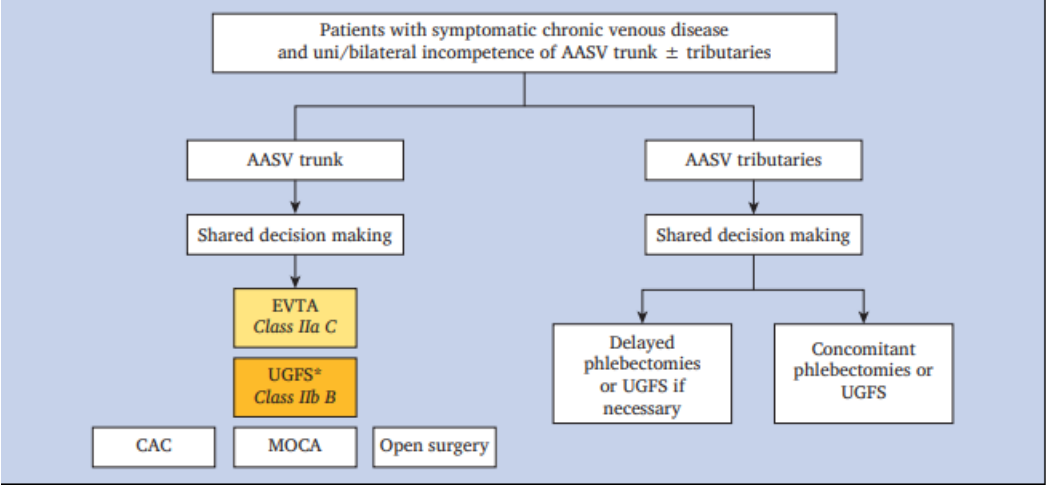 Patients with symptomatic chronic venous disease
and uni/bilateral incompetence of AASV trunk ± tributaries
AASV trunk
AASV tributaries
Shared decision making
Shared decision making
EVTA
Class IIa C
UGFS*
Class IIb B
CAC
MOCA
Open surgery
Delayed
phlebectomies
or UGFS if
necessary
Concomitant
phlebectomies or
UGFS